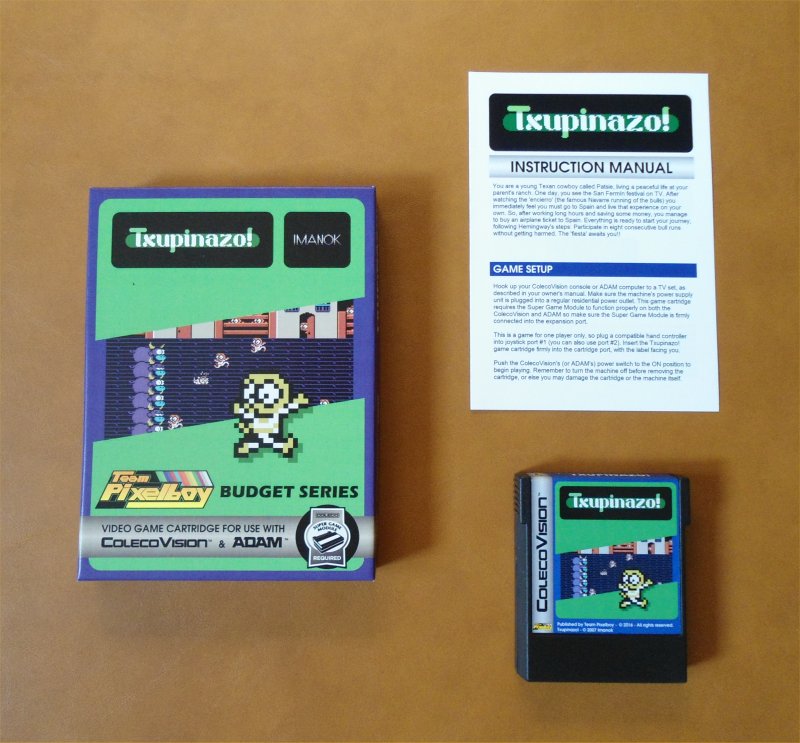 Txupinazo!
IMANOK
Team
Pixelboy BUDGET SERIES
VIDEO GAME CARTRIDGE FOR USE WITH
COLECOVISION™ & ADAM™
COLECO
SUPER GAME
MODULE
REQUIRED
Txupinazo!
INSTRUCTION MANUAL
You are a young Texan cowboy called Patxie, living a peaceful life at your
parent's ranch. One day, you see the San Fermin festival on TV. After
watching the 'encierro' (the famous Navarre running of the bulls) you
immediately feel you must go to Spain and live that experience on your
own. So, after working long hours and saving some money, you manage
to buy an airplane ticket to Spain. Everything is ready to start your journey,
following Hemingway's steps: Participate in eight consecutive bull runs
without getting harmed. The 'fiesta' awaits you!!
GAME SETUP
Hook up your ColecoVision console or ADAM computer to a TV set, as
described in your owner's manual. Make sure the machine's power supply
unit is plugged into a regular residential power outlet. This game cartridge
requires the Super Game Module to function properly on both the
ColecoVision and ADAM so make sure the Super Game Module is firmly
connected into the expansion port.
This is a game for one player only, so plug a compatible hand controller
into joystick port #1 (you can also use port #2). Insert the Txupinazo!
game cartridge firmly into the cartridge port, with the label facing you.
Push the ColecoVision's (or ADAM's) power switch to the ON position to
begin playing. Remember to turn the machine off before removing the
cartridge, or else you may damage the cartridge or the machine itself.
Txupinazo!
COLECOVISION™
Published by Team Pixelboy - © 2016 - All rights reserved.
Txupinazo! - © 2007 Imanok